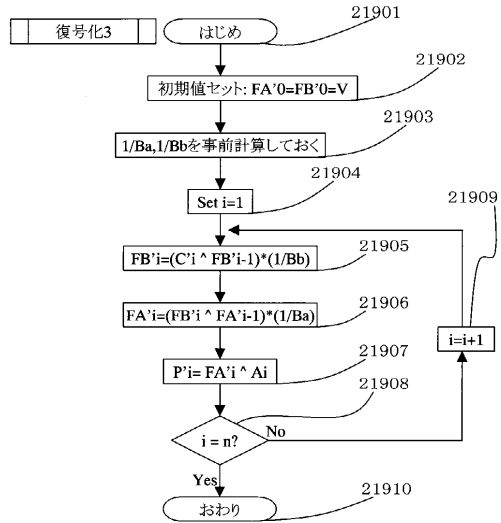 復号化3
はじめ
21901
初期値セット: FA'0=FB'0=V
21902
1/Ba,1/Bbを事前計算しておく
21903
Set i=1
21904
FB'i=(C'i ^ FB'i-1)*(1/Bb)
21905
FA'i=(FB'i ^ FA'i-1)*(1/Ba)
21906
P'i= FA'i ^ Ai
21907
i = n?
21908
No
i=i+1
21909
Yes
おわり
21910